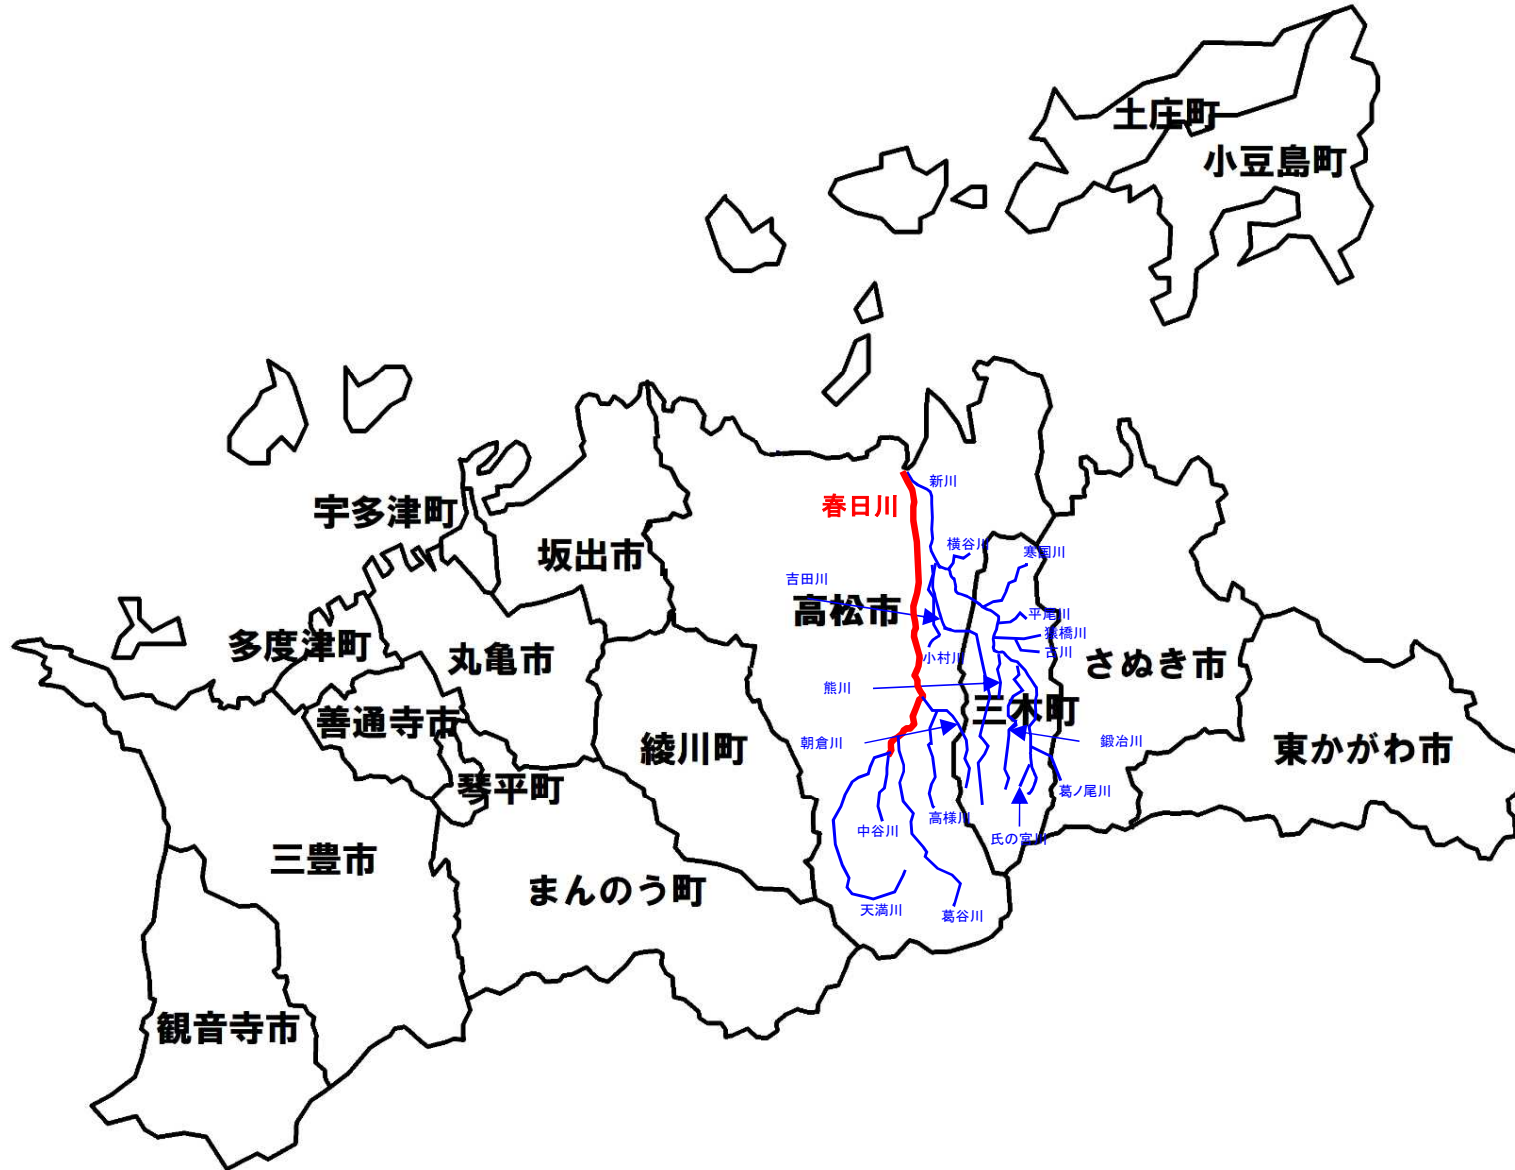 土庄町
小豆島町
新川
春日川
宇多津町
横谷川
寒国川
坂出市
吉田川
高松市
平尾川
猿橋川
多度津町
丸亀市
小村川
古川
さぬき市
熊川
三木町
善通寺市
朝倉川
鍛冶川
綾川町
東かがわ市
琴平町
葛ノ尾川
高様川
中谷川
氏の宮川
三豊市
まんのう町
天満川
葛谷川
観音寺市